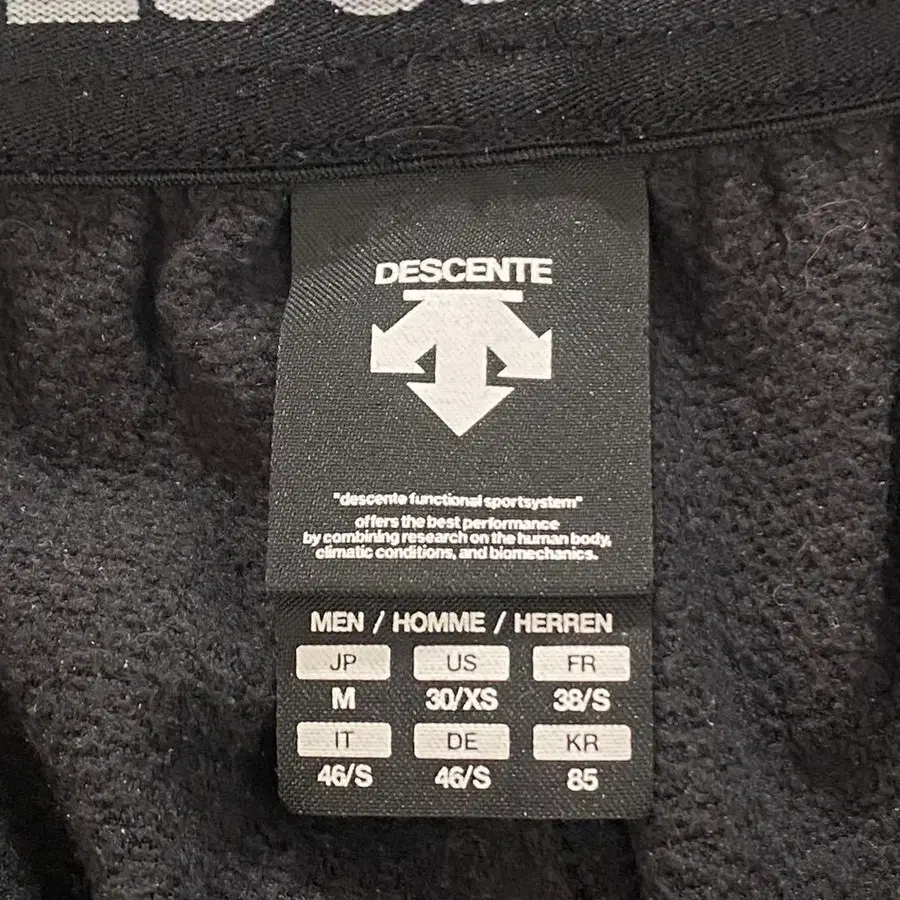 DESCENTE
"descente functional sportsystem"
offers the best performance
by combining research on the human body,
climatic conditions, and biomechanics.
MEN / HOMME / HERREN
JP US FR
M 30/XS 38/S
IT DE KR
46/S 46/S 85